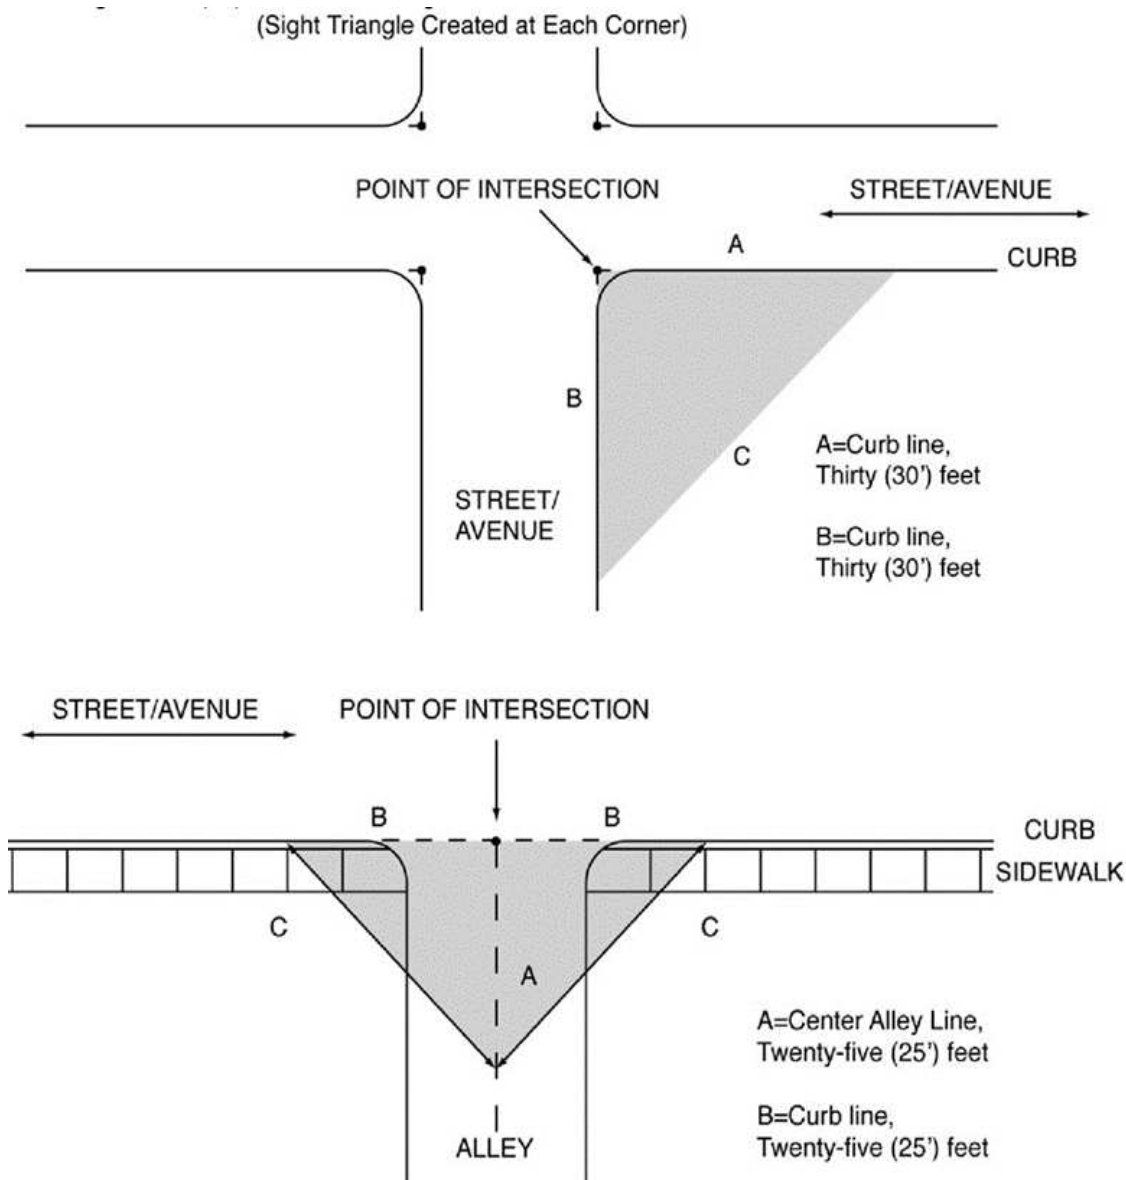 (Sight Triangle Created at Each Corner)
POINT OF INTERSECTION
STREET/AVENUE
A
CURB
B
C
A=Curb line,
Thirty (30') feet
STREET/
AVENUE
B=Curb line,
Thirty (30') feet
STREET/AVENUE
POINT OF INTERSECTION
B
B
CURB
SIDEWALK
C
C
A
A=Center Alley Line,
Twenty-five (25') feet
ALLEY
B=Curb line,
Twenty-five (25') feet